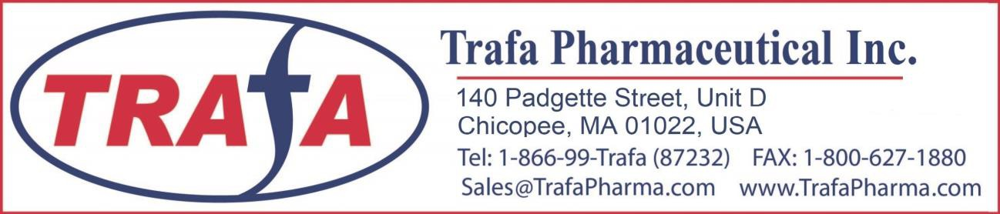 TRAfA
Trafa Pharmaceutical Inc.
140 Padgette Street, Unit D
Chicopee, MA 01022, USA
Tel: 1-866-99-Trafa (87232) FAX: 1-800-627-1880
Sales@TrafaPharma.com www.TrafaPharma.com